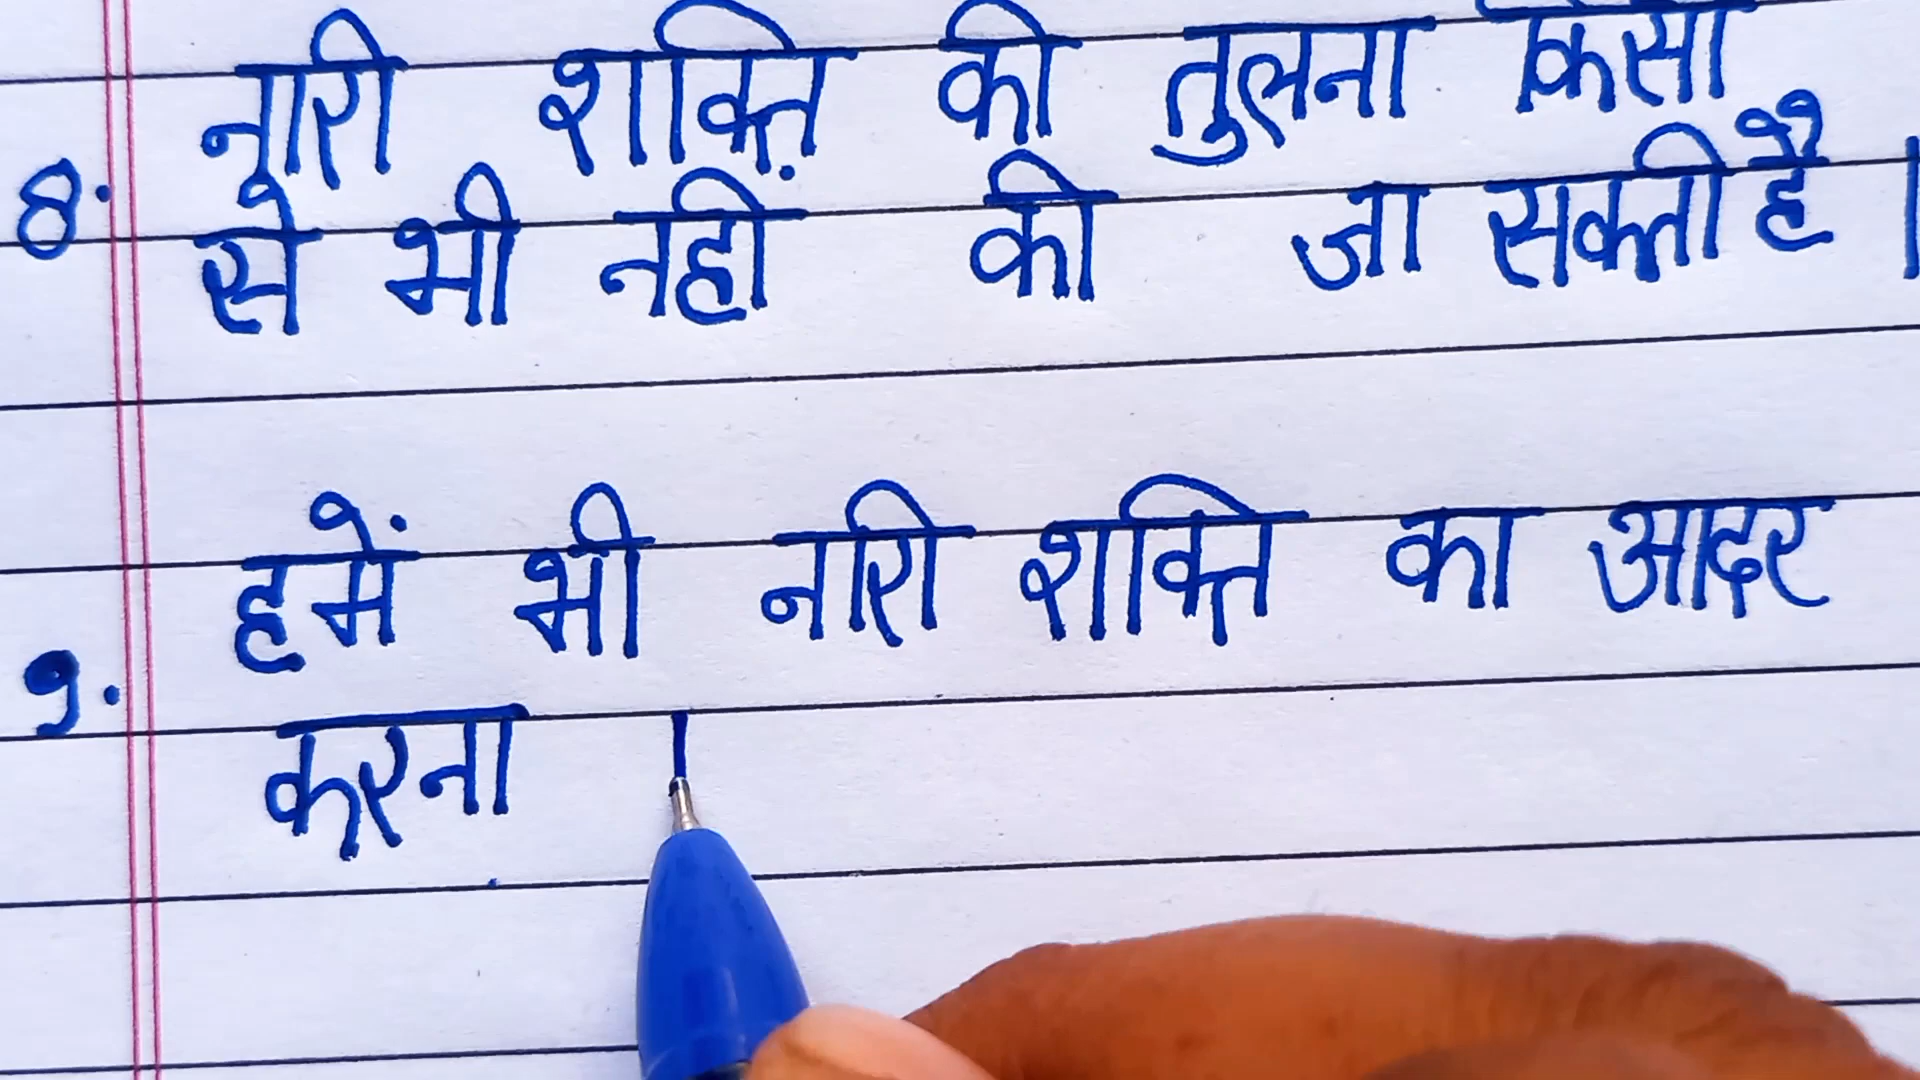 8. नारी शक्ति की तुलना किसी
से भी नहीं की जा सकती है ।
9. हमें भी नारी शक्ति का आदर
करना